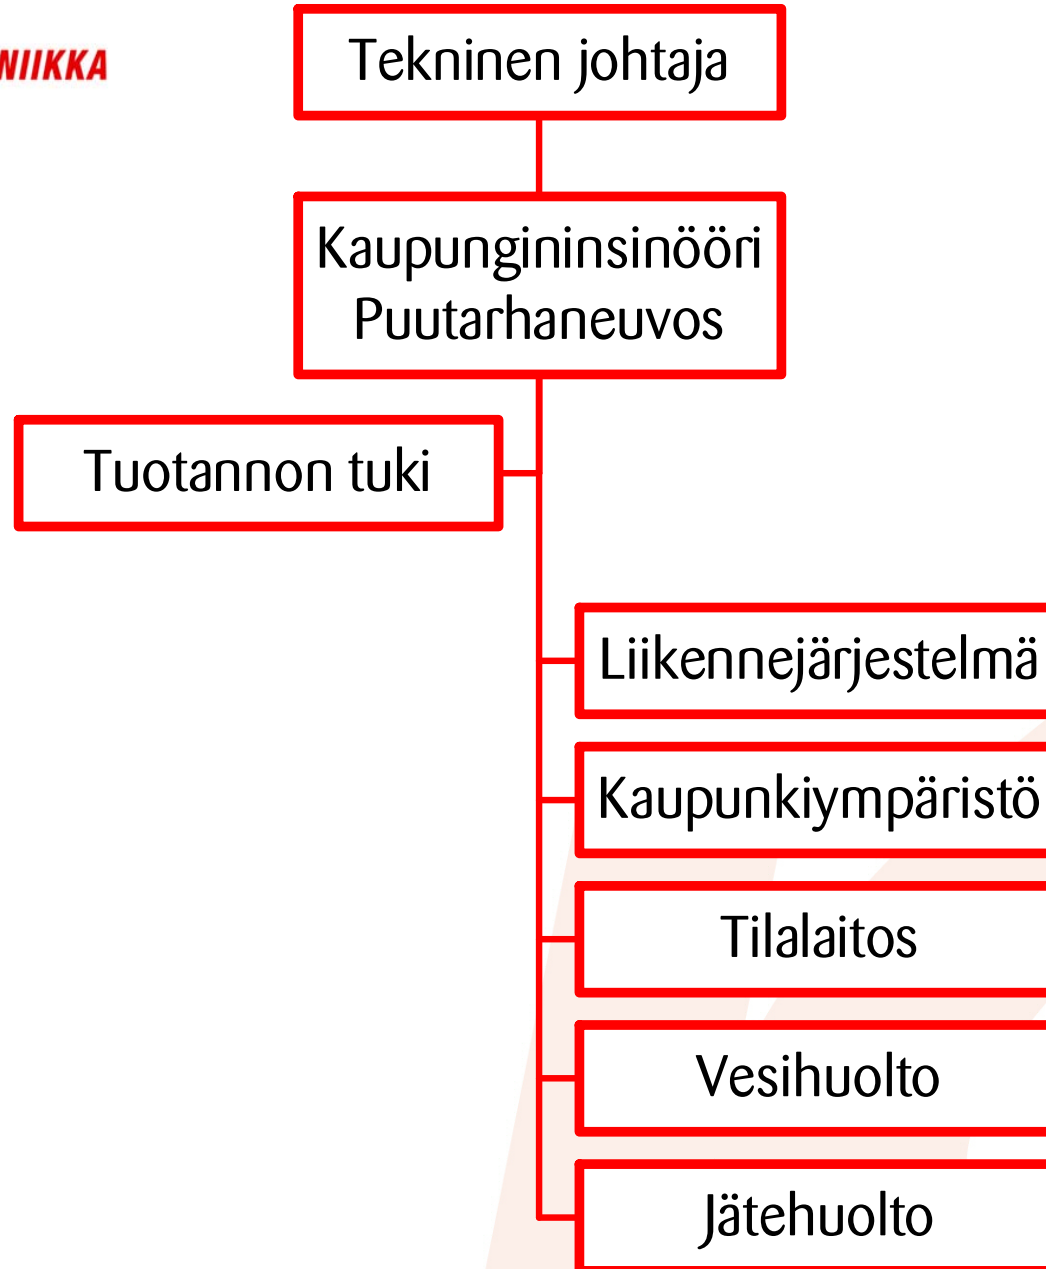 NIIKKA
Tekninen johtaja
Kaupungininsinööri
Puutarhaneuvos
Tuotannon tuki
Liikennejärjestelmä
Kaupunkiympäristö
Tilalaitos
Vesihuolto
Jätehuolto